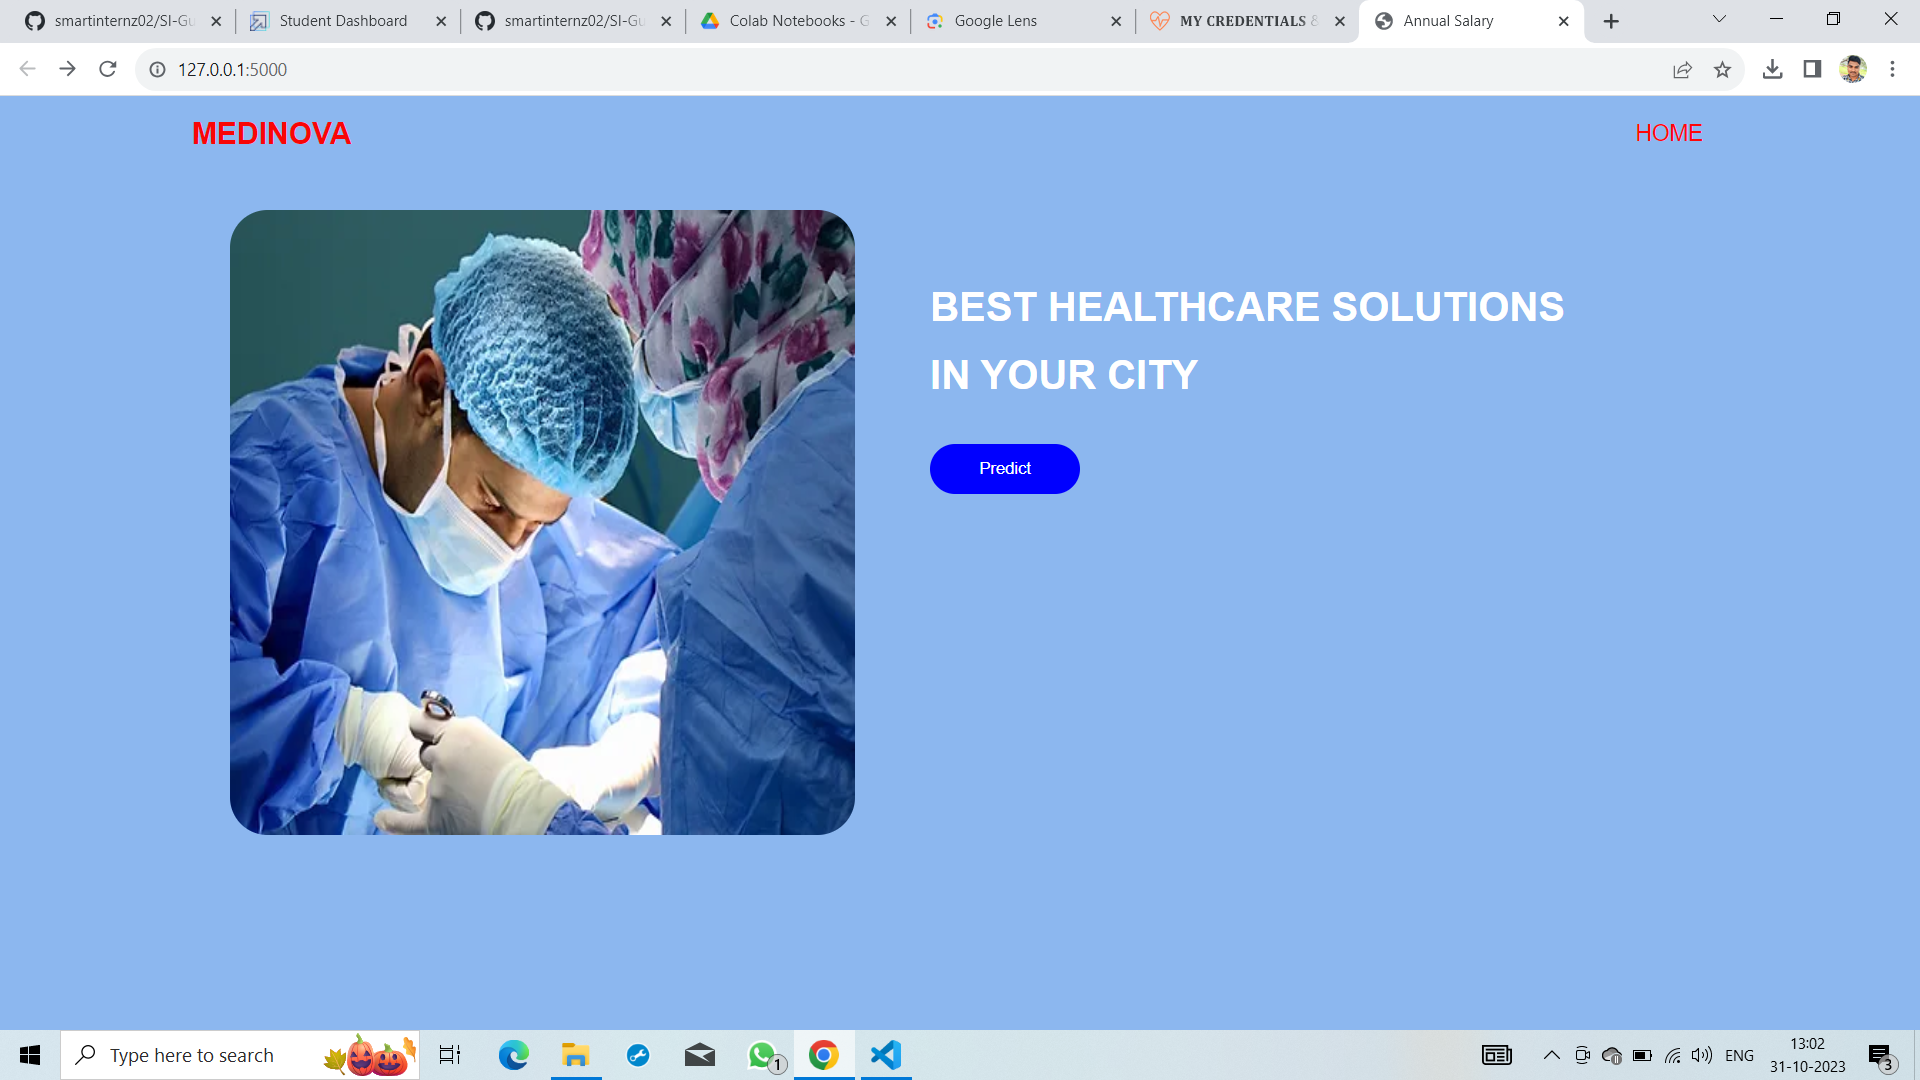 smartinternz02/SI-Gu
Student Dashboard
smartinternz02/SI-Gu
Colab Notebooks - G
Google Lens
MY CREDENTIALS &
Annual Salary
127.0.0.1:5000
MEDINOVA
HOME
BEST HEALTHCARE SOLUTIONS
IN YOUR CITY
Predict
Type here to search
1
ENG
13:02
31-10-2023
3